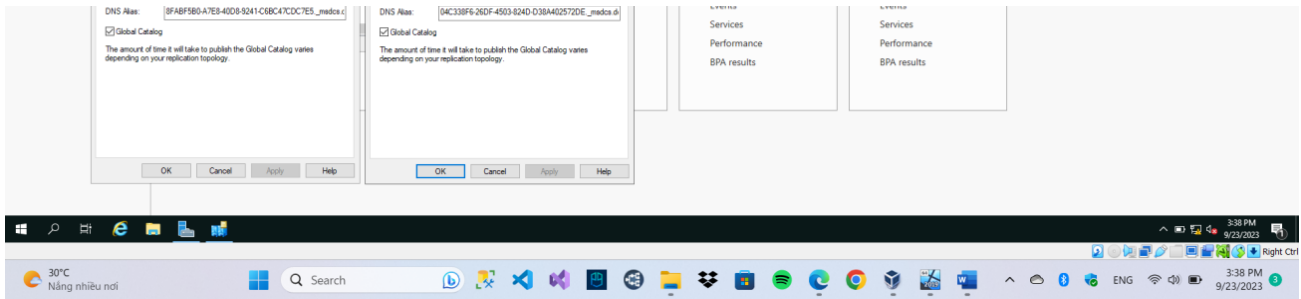 DNS Alias: 8FABF5B0-A7E8-40D8-9241-C6BC47CDC7E5._msdcs.c
Global Catalog
The amount of time it will take to publish the Global Catalog varies
depending on your replication topology.
OK Cancel Apply Help
DNS Alias: 04C338F6-26DF-4503-824D-D38A402572DE._msdcs.d
Global Catalog
The amount of time it will take to publish the Global Catalog varies
depending on your replication topology.
OK Cancel Apply Help
Events
Services
Performance
BPA results
Events
Services
Performance
BPA results
3:38 PM
9/23/2023
Right Ctrl
30°C
Nắng nhiều nơi
Search
ENG
3:38 PM
9/23/2023
3